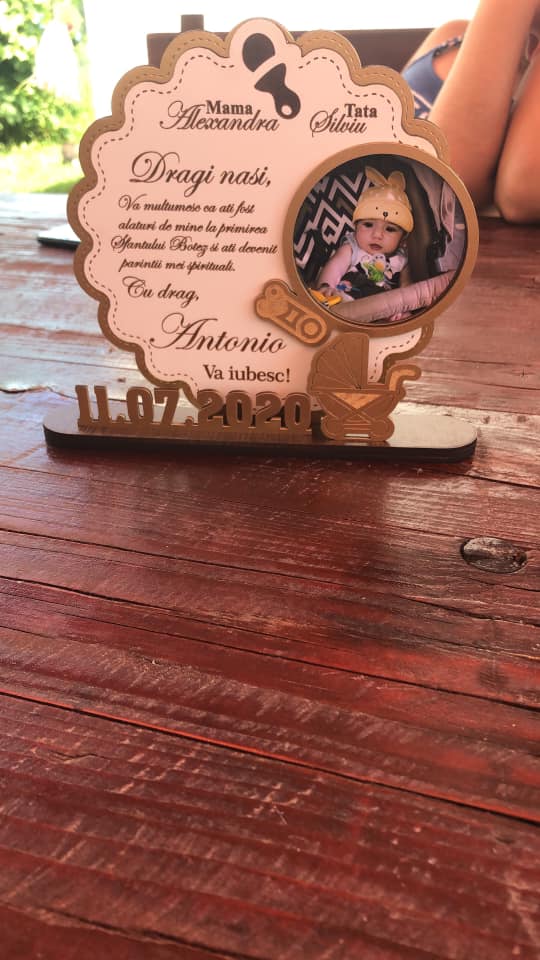 Mama Tata
Alexandra Silviu
Dragi nasi,
Va multumesc ca ati fost
alaturi de mine la primirea
Sfantului Botez si ati devenit
parintii mei spirituali.
Cu drag,
Antonio
Va iubesc!
11.07.2020